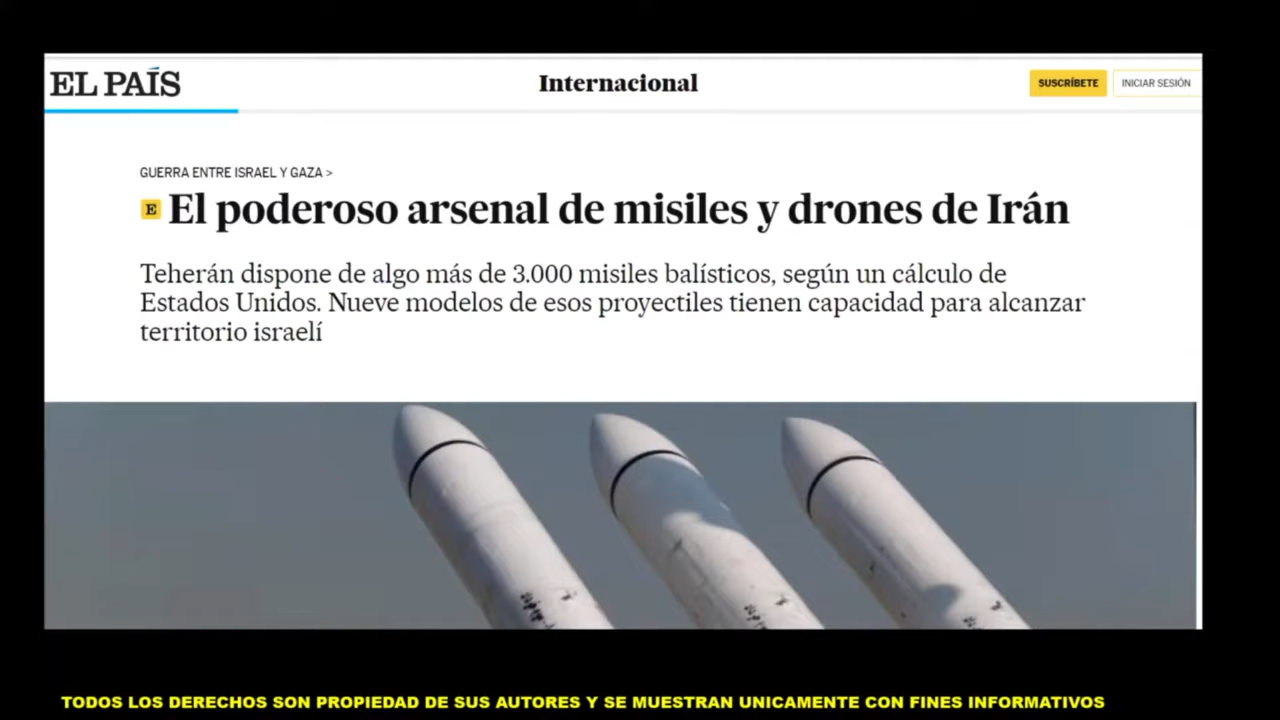 EL PAÍS
Internacional
SUSCRÍBETE
INICIAR SESIÓN
GUERRA ENTRE ISRAEL Y GAZA >
E El poderoso arsenal de misiles y drones de Irán
Teherán dispone de algo más de 3.000 misiles balísticos, según un cálculo de
Estados Unidos. Nueve modelos de esos proyectiles tienen capacidad para alcanzar
territorio israelí
TODOS LOS DERECHOS SON PROPIEDAD DE SUS AUTORES Y SE MUESTRAN UNICAMENTE CON FINES INFORMATIVOS